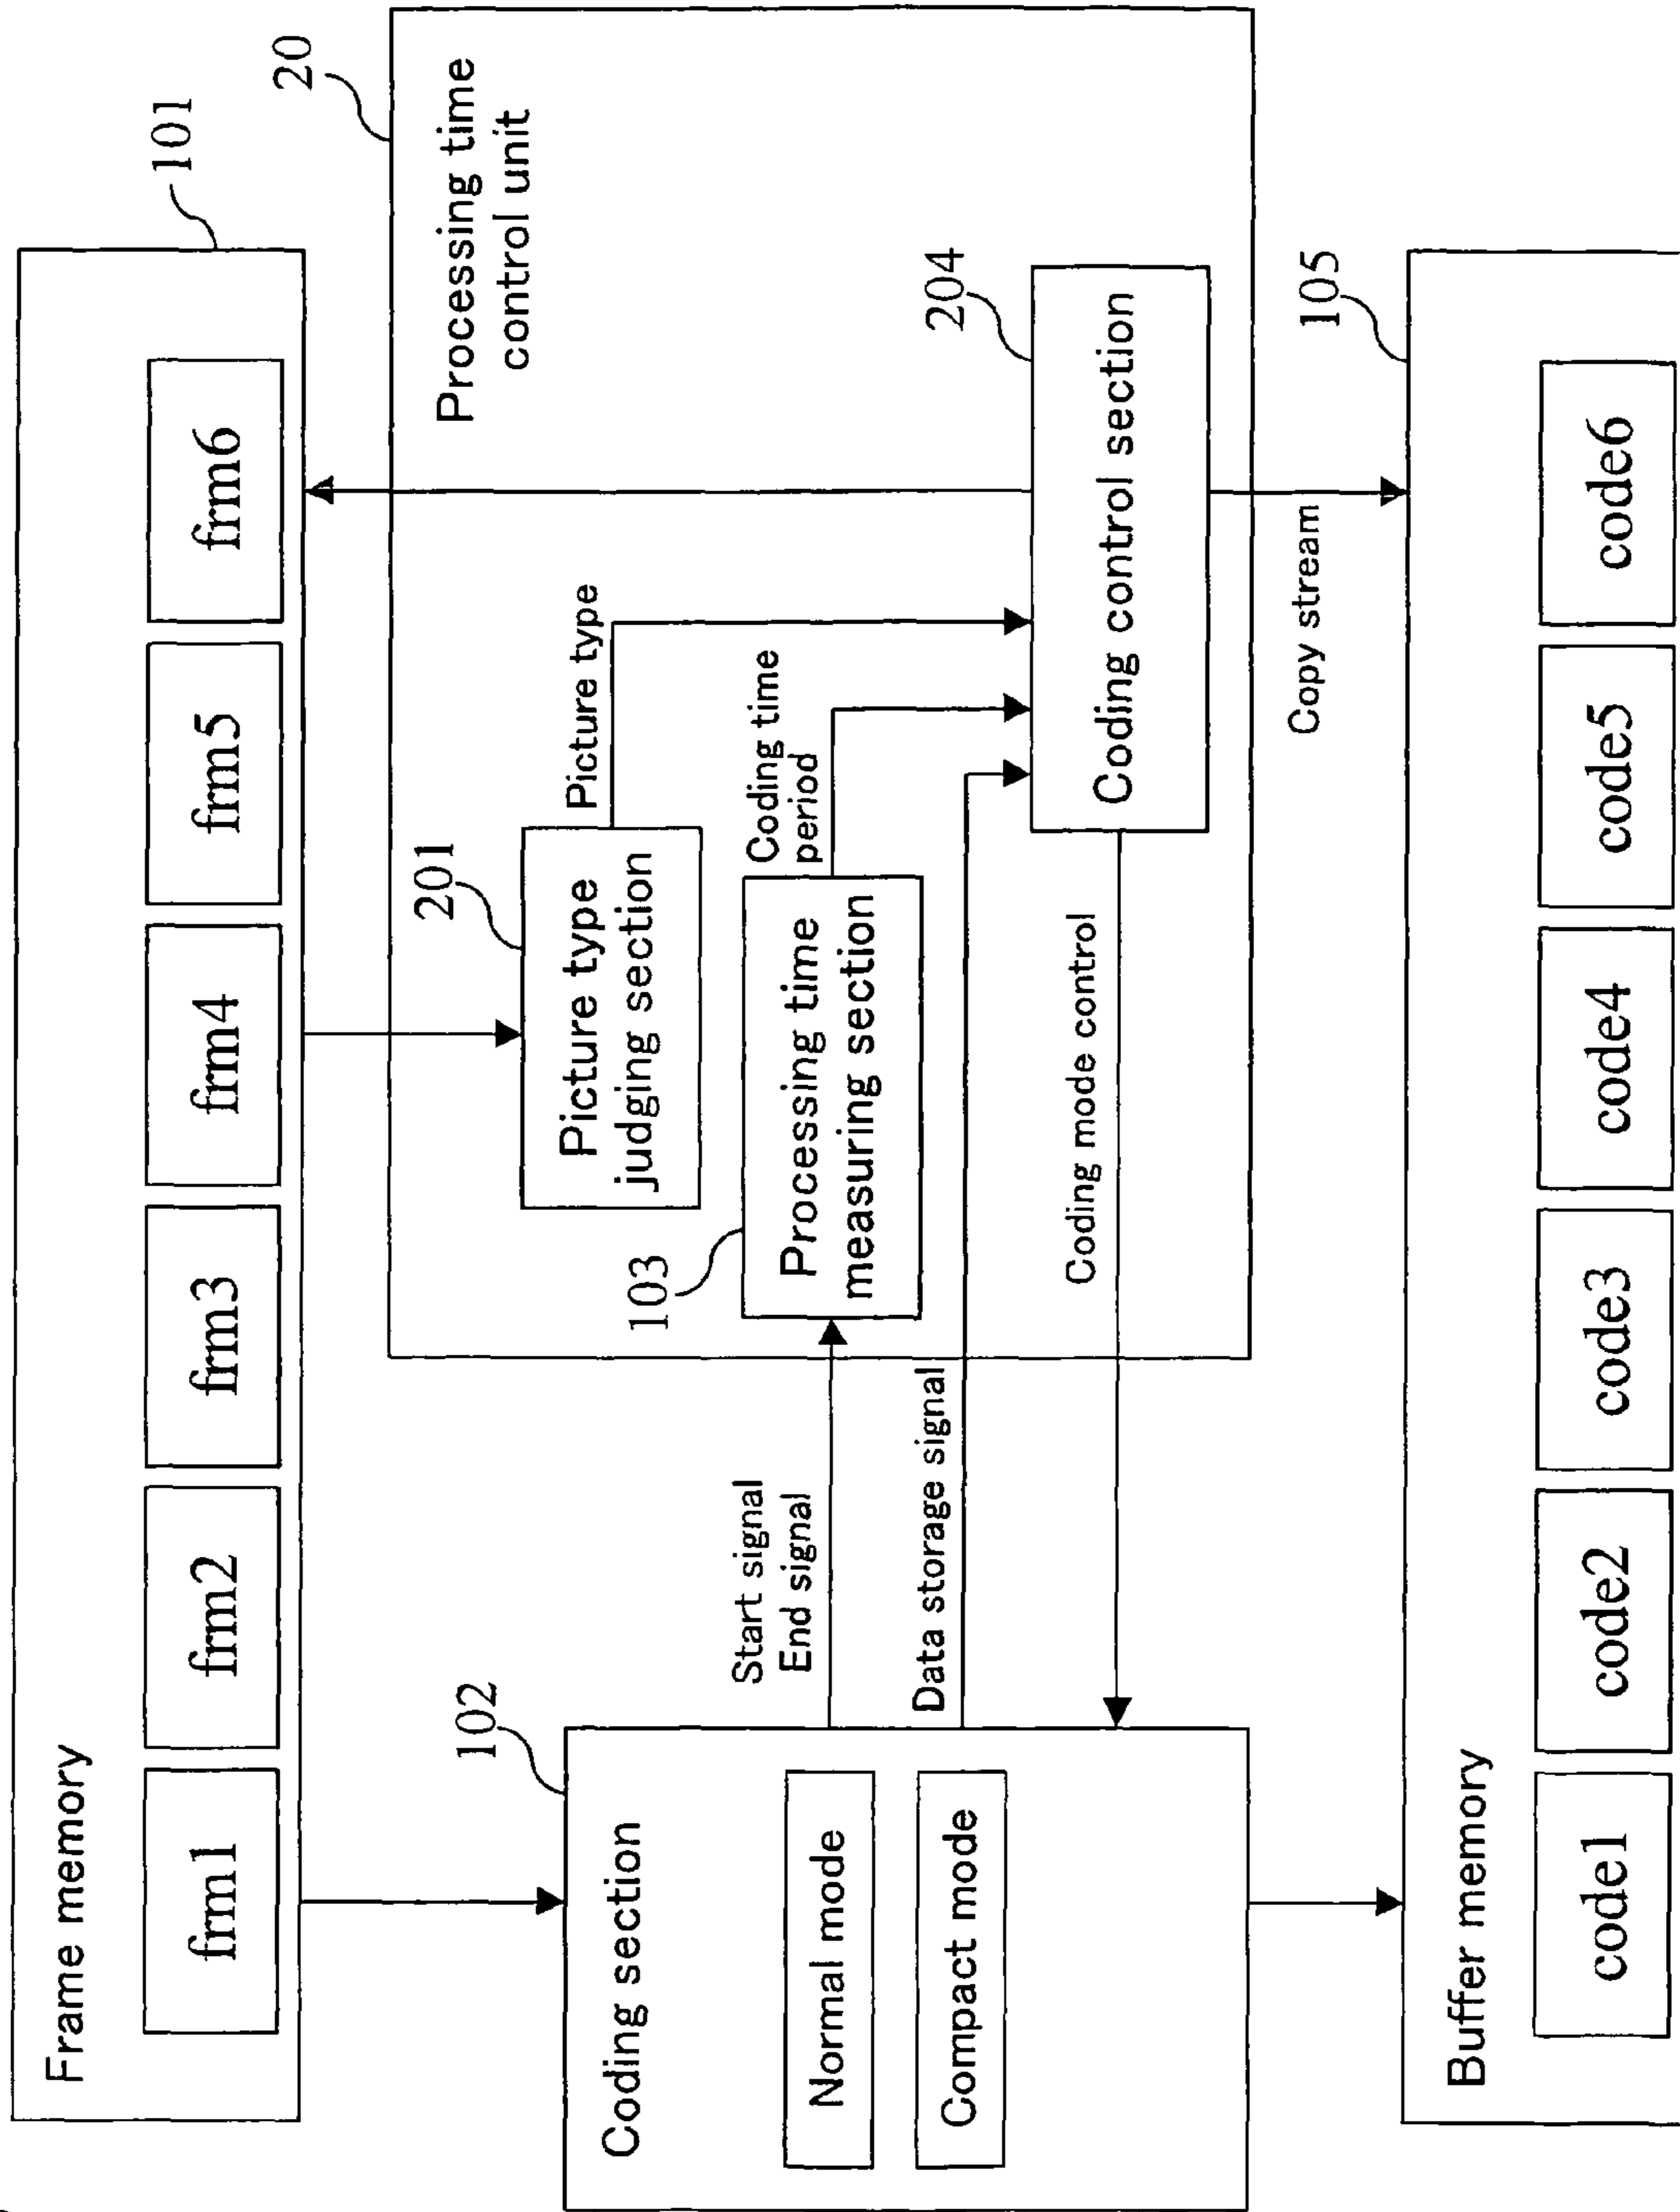 Frame memory
101
frm1
frm2
frm3
frm4
frm5
frm6
20
Processing time
control unit
201
Picture type
judging section
Picture type
102
Coding section
Normal mode
Compact mode
Start signal
End signal
103
Processing time
measuring section
Coding time
period
Data storage signal
204
Coding control section
Coding mode control
Copy stream
105
Buffer memory
code1
code2
code3
code4
code5
code6